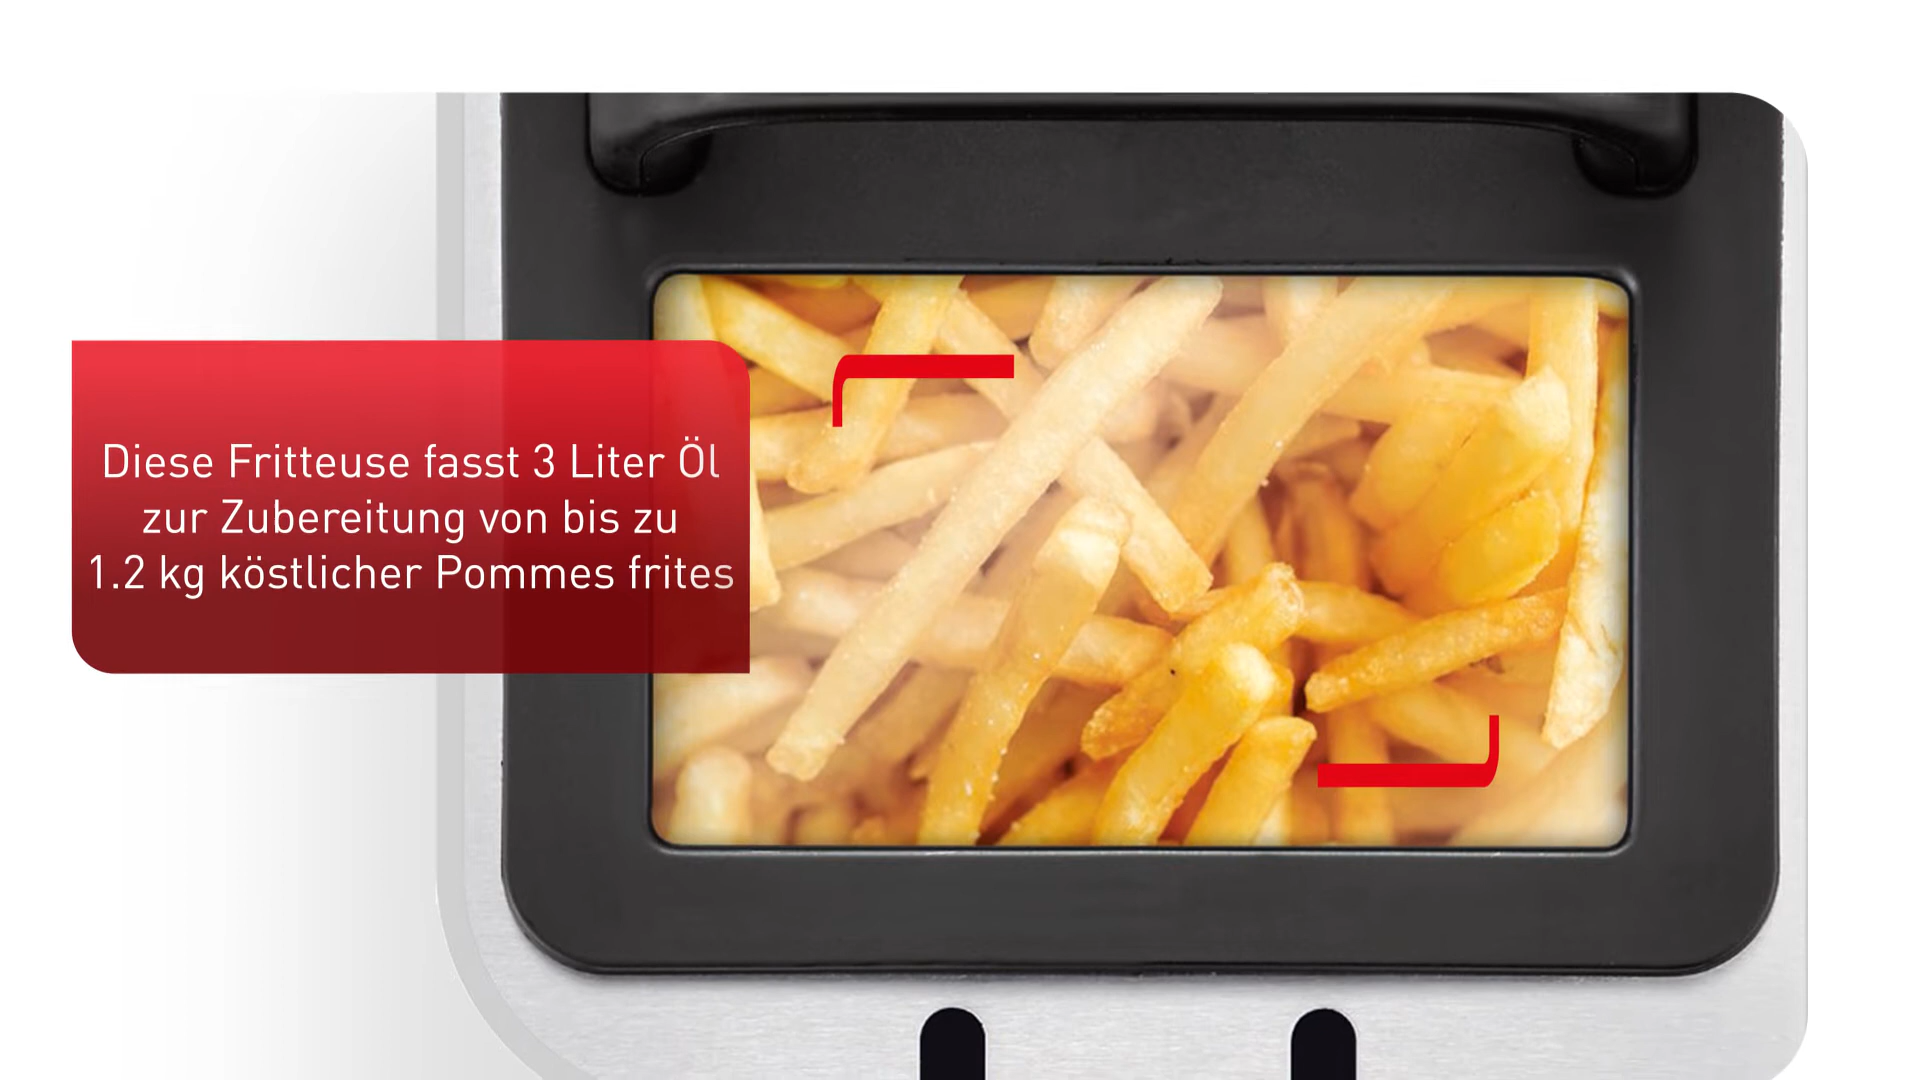 Diese Fritteuse fasst 3 Liter Öl
zur Zubereitung von bis zu
1.2 kg köstlicher Pommes frites